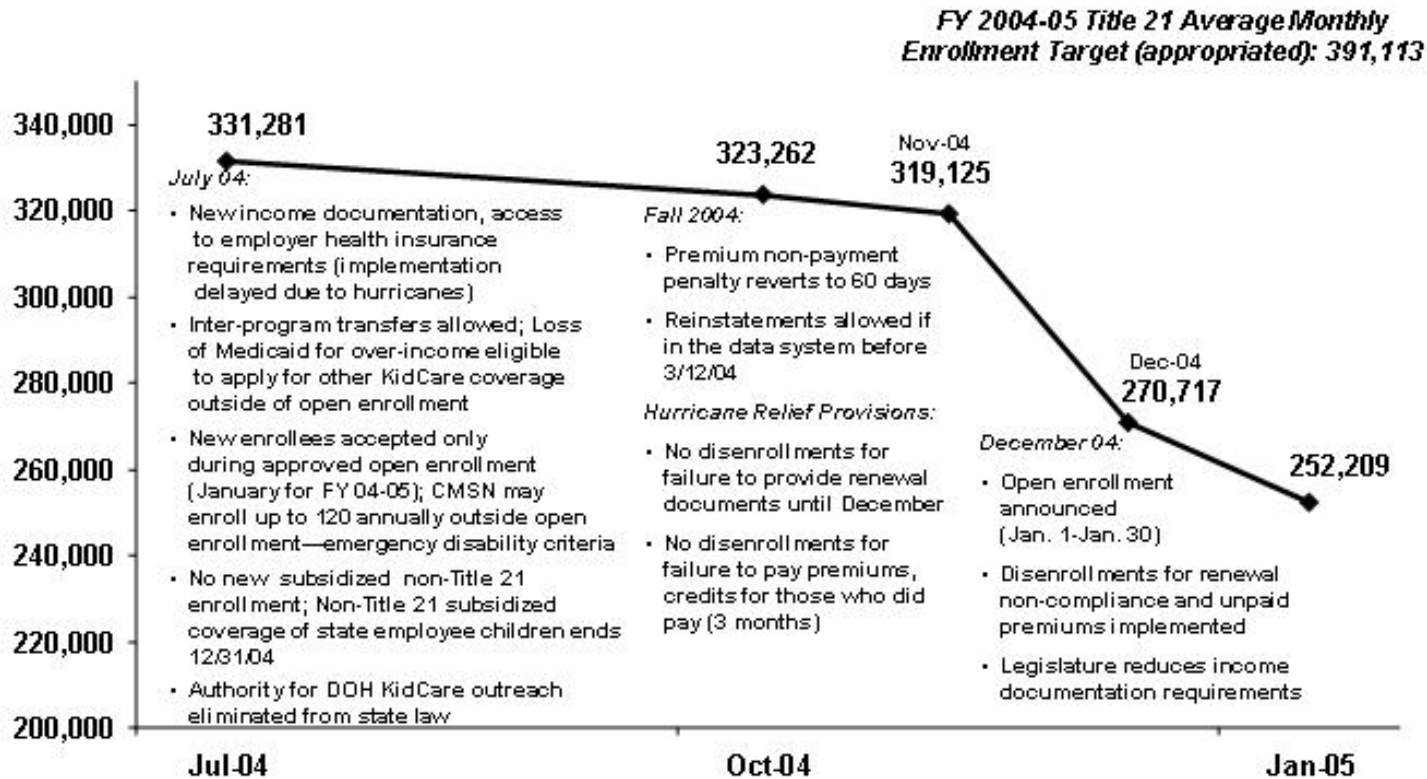 FY 2004-05 Title 21 Average Monthly
Enrollment Target (appropriated): 391,113
340,000
320,000
300,000
280,000
260,000
240,000
220,000
200,000
331,281
July 04:
• New income documentation, access
to employer health insurance
requirements (implementation
delayed due to hurricanes)
• Inter-program transfers allowed; Loss
of Medicaid for over-income eligible
to apply for other KidCare coverage
outside of open enrollment
• New enrollees accepted only
during approved open enrollment
(January for FY 04-05); CMSN may
enroll up to 120 annually outside open
enrollment—emergency disability criteria
• No new subsidized non-Title 21
enrollment; Non-Title 21 subsidized
coverage of state employee children ends
12/31/04
• Authority for DOH KidCare outreach
eliminated from state law
323,262
Fall 2004:
• Premium non-payment
penalty reverts to 60 days
• Reinstatements allowed if
in the data system before
3/12/04
Hurricane Relief Provisions:
• No disenrollments for
failure to provide renewal
documents until December
• No disenrollments for
failure to pay premiums,
credits for those who did
pay (3 months)
Nov-04
319,125
Dec-04
270,717
December 04:
• Open enrollment
announced
(Jan. 1-Jan. 30)
• Disenrollments for renewal
non-compliance and unpaid
premiums implemented
• Legislature reduces income
documentation requirements
252,209
Jul-04
Oct-04
Jan-05